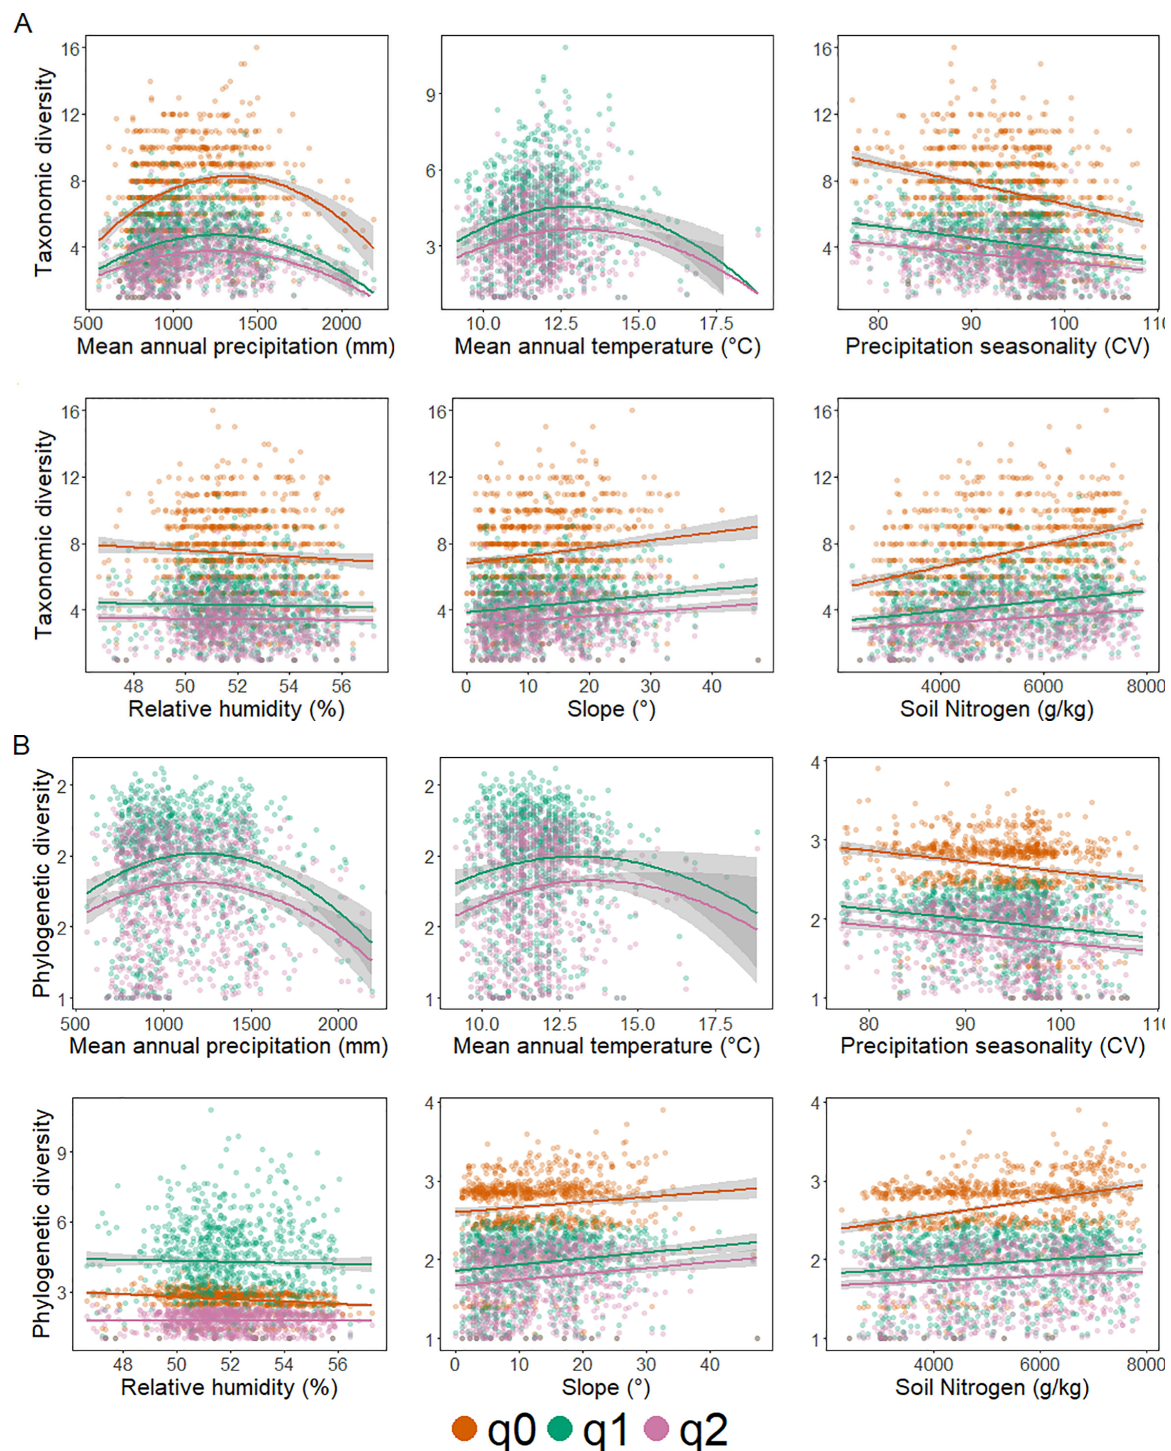 A
Taxonomic diversity
16
12
8
4
500 1000 1500 2000
Mean annual precipitation (mm)
9
6
3
10.0 12.5 15.0 17.5
Mean annual temperature (°C)
16
12
8
4
80 90 100 110
Precipitation seasonality (CV)
Taxonomic diversity
16
12
8
4
48 50 52 54 56
Relative humidity (%)
16
12
8
4
0 10 20 30 40
Slope (°)
16
12
8
4
4000 6000 8000
Soil Nitrogen (g/kg)
B
Phylogenetic diversity
2
2
2
1
500 1000 1500 2000
Mean annual precipitation (mm)
2
2
2
1
10.0 12.5 15.0 17.5
Mean annual temperature (°C)
4
3
2
1
80 90 100 110
Precipitation seasonality (CV)
Phylogenetic diversity
9
6
3
48 50 52 54 56
Relative humidity (%)
4
3
2
1
0 10 20 30 40
Slope (°)
4
3
2
1
4000 6000 8000
Soil Nitrogen (g/kg)
q0 q1 q2